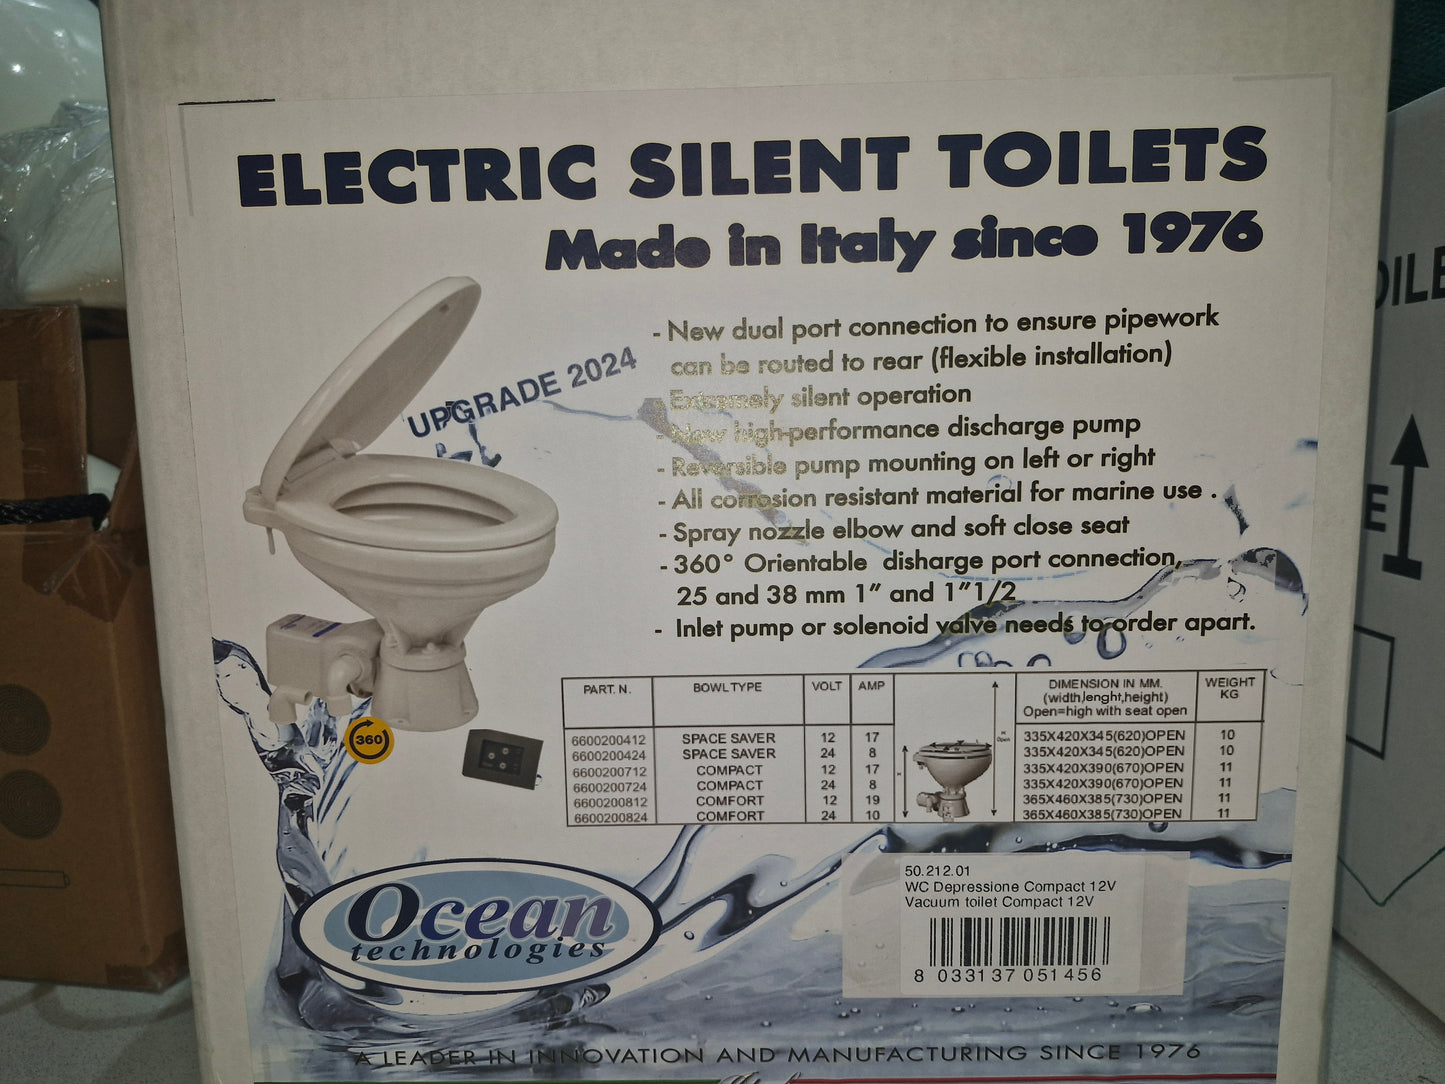 ELECTRIC SILENT TOILETS
Made in Italy since 1976
UPGRADE 2024
- New dual port connection to ensure pipework
can be routed to rear (flexible installation)
- Extremely silent operation
- New high-performance discharge pump
- Reversible pump mounting on left or right
- All corrosion resistant material for marine use .
- Spray nozzle elbow and soft close seat
- 360° Orientable disharge port connection,
25 and 38 mm 1” and 1”1/2
- Inlet pump or solenoid valve needs to order apart.
360
PART. N. BOWL TYPE VOLT AMP DIMENSION IN MM. (width,lenght,height) Open=high with seat open WEIGHT KG
6600200412 SPACE SAVER 12 17 335X420X345(620)OPEN 10
6600200424 SPACE SAVER 24 8 335X420X345(620)OPEN 10
6600200712 COMPACT 12 17 335X420X390(670)OPEN 11
6600200724 COMPACT 24 8 335X420X390(670)OPEN 11
6600200812 COMFORT 12 19 365X460X385(730)OPEN 11
6600200824 COMFORT 24 10 365X460X385(730)OPEN 11
Ocean
technologies
50.212.01
WC Depressione Compact 12V
Vacuum toilet Compact 12V
8 033137 051456
A LEADER IN INNOVATION AND MANUFACTURING SINCE 1976